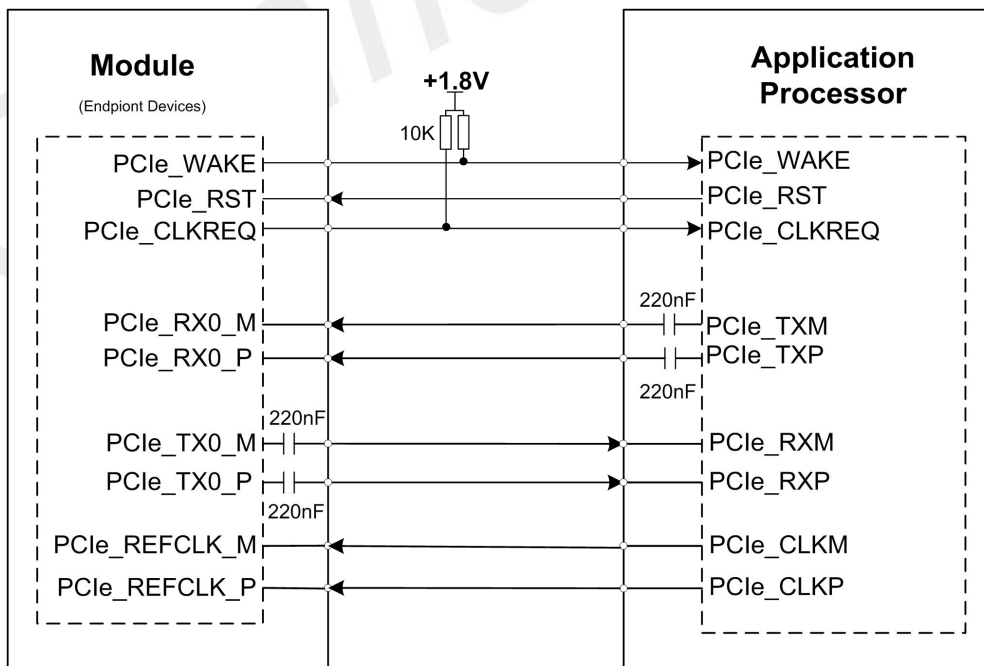 Module
(Endpiont Devices)
Application
Processor
+1.8V
10K
PCIe_WAKE
PCIe_WAKE
PCIe_RST
PCIe_RST
PCIe_CLKREQ
PCIe_CLKREQ
220nF
PCIe_RX0_M
PCIe_TXM
PCIe_RX0_P
PCIe_TXP
220nF
220nF
PCIe_TX0_M
PCIe_RXM
PCIe_TX0_P
PCIe_RXP
220nF
PCIe_REFCLK_M
PCIe_CLKM
PCIe_REFCLK_P
PCIe_CLKP